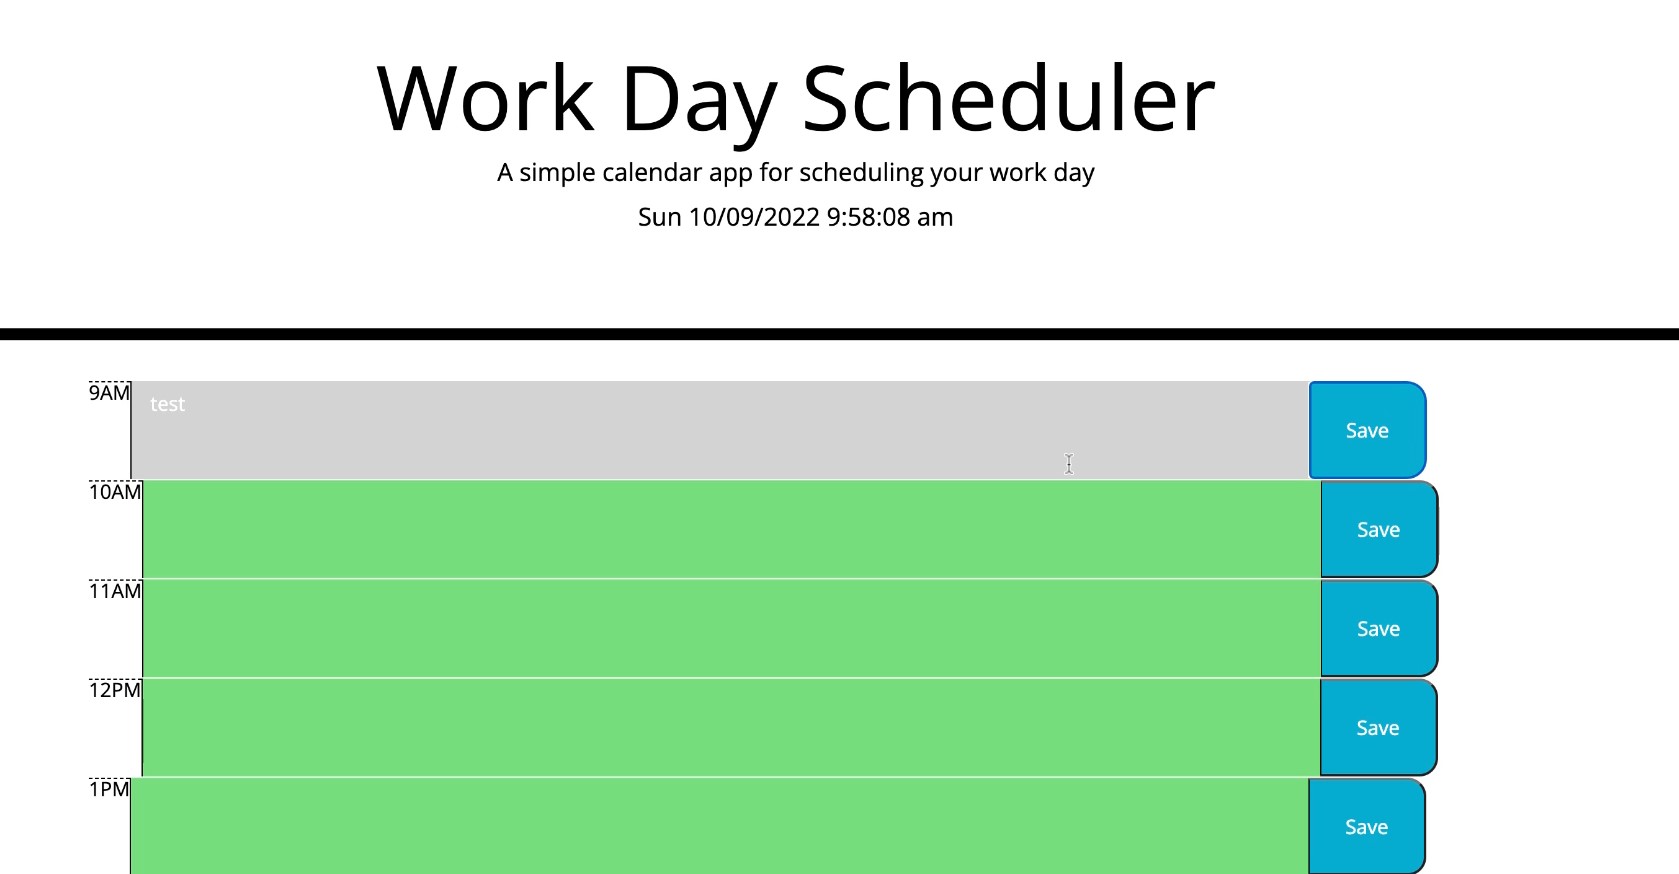 Work Day Scheduler
A simple calendar app for scheduling your work day
Sun 10/09/2022 9:58:08 am
9AM test Save
10AM Save
11AM Save
12PM Save
1PM Save